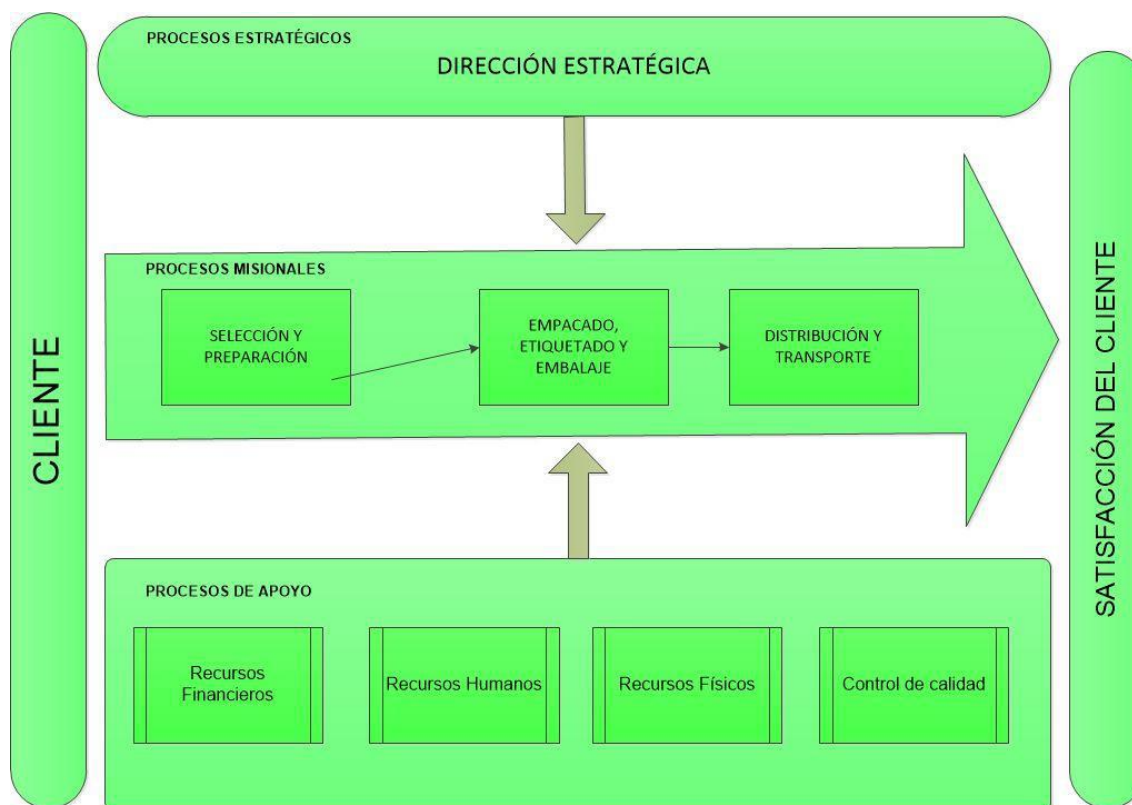 PROCESOS ESTRATÉGICOS
DIRECCIÓN ESTRATÉGICA
CLIENTE
PROCESOS MISIONALES
SELECCIÓN Y
PREPARACIÓN
EMPACADO,
ETIQUETADO Y
EMBALAJE
DISTRIBUCIÓN Y
TRANSPORTE
SATISFACCIÓN DEL CLIENTE
PROCESOS DE APOYO
Recursos
Financieros
Recursos Humanos
Recursos Físicos
Control de calidad